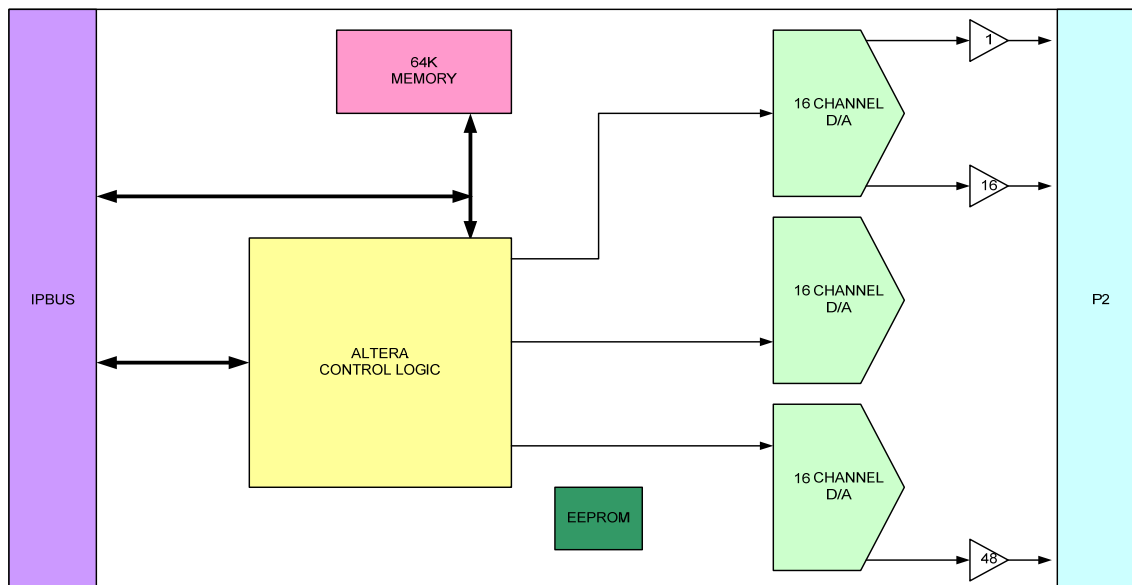 64K
MEMORY
1
16 CHANNEL
D/A
16
IPBUS
16 CHANNEL
D/A
P2
ALTERA
CONTROL LOGIC
16 CHANNEL
D/A
EEPROM
48